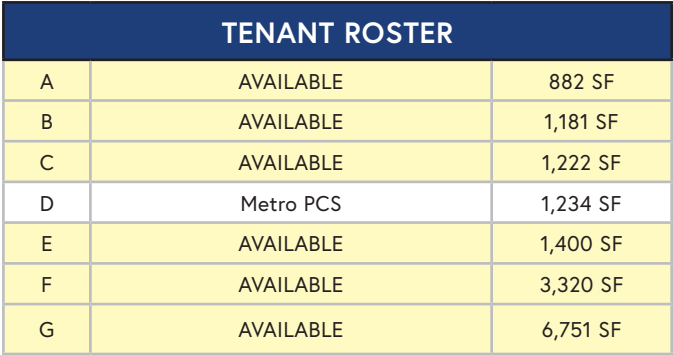 TENANT ROSTER
A AVAILABLE 882 SF
B AVAILABLE 1,181 SF
C AVAILABLE 1,222 SF
D Metro PCS 1,234 SF
E AVAILABLE 1,400 SF
F AVAILABLE 3,320 SF
G AVAILABLE 6,751 SF